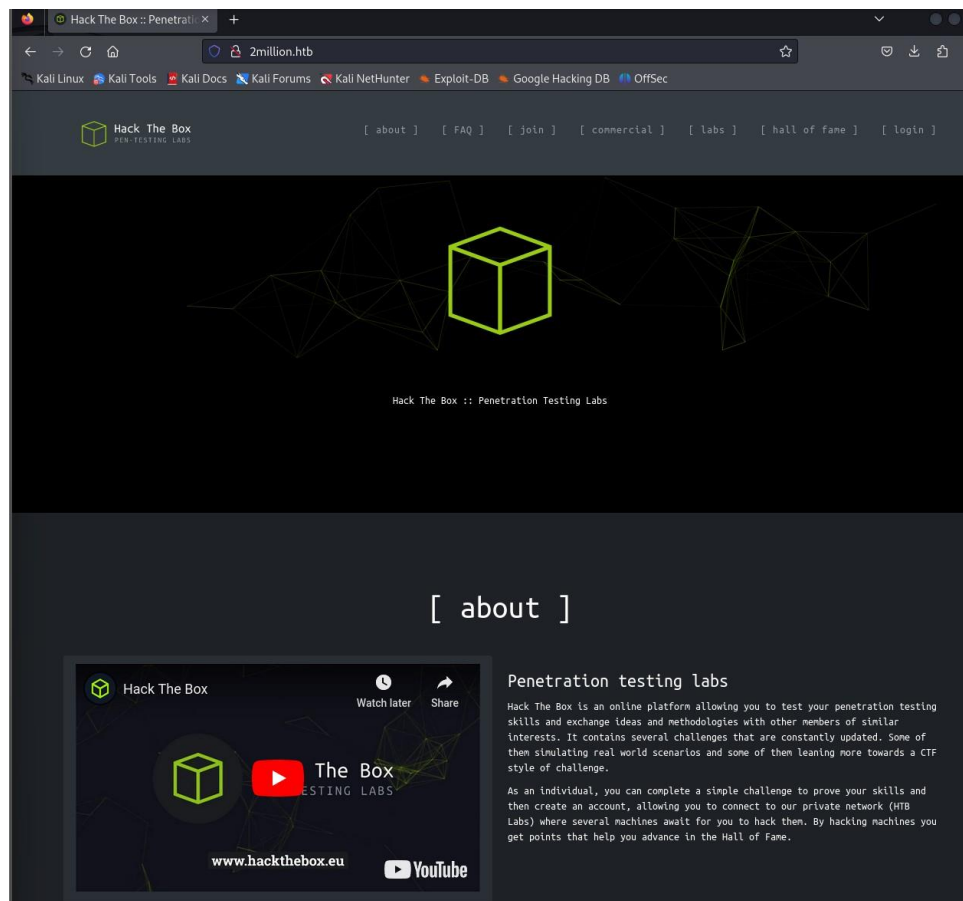 Hack The Box :: Penetratio
2million.htb
Kali Linux Kali Tools Kali Docs Kali Forums Kali NetHunter Exploit-DB Google Hacking DB OffSec
Hack The Box
PEN-TESTING LABS
[ about ] [ FAQ ] [ join ] [ commercial ] [ labs ] [ hall of fame ] [ login ]
Hack The Box :: Penetration Testing Labs
[ about ]
Hack The Box
Watch later
Share
The Box
ESTING LABS
www.hackthebox.eu
YouTube
Penetration testing labs
Hack The Box is an online platform allowing you to test your penetration testing
skills and exchange ideas and methodologies with other members of similar
interests. It contains several challenges that are constantly updated. Some of
them simulating real world scenarios and some of them leaning more towards a CTF
style of challenge.
As an individual, you can complete a simple challenge to prove your skills and
then create an account, allowing you to connect to our private network (HTB
Labs) where several machines await for you to hack them. By hacking machines you
get points that help you advance in the Hall of Fame.